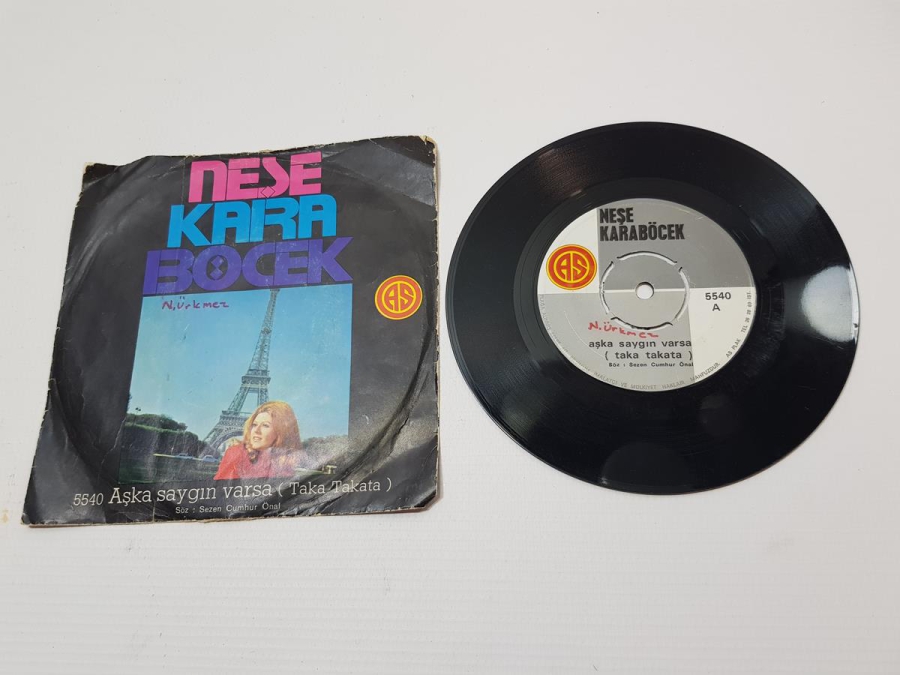 NEŞE
KARA
BÖCEK
AS
N. Ürkmez
5540 Aşka saygın varsa ( Taka Takata )
Söz : Sezen Cumhur Önal
NEŞE
KARABÖCEK
AS
5540
A
N. Ürkmez
aşka saygın varsa
( taka takata )
Söz : Sezen Cumhur Önal